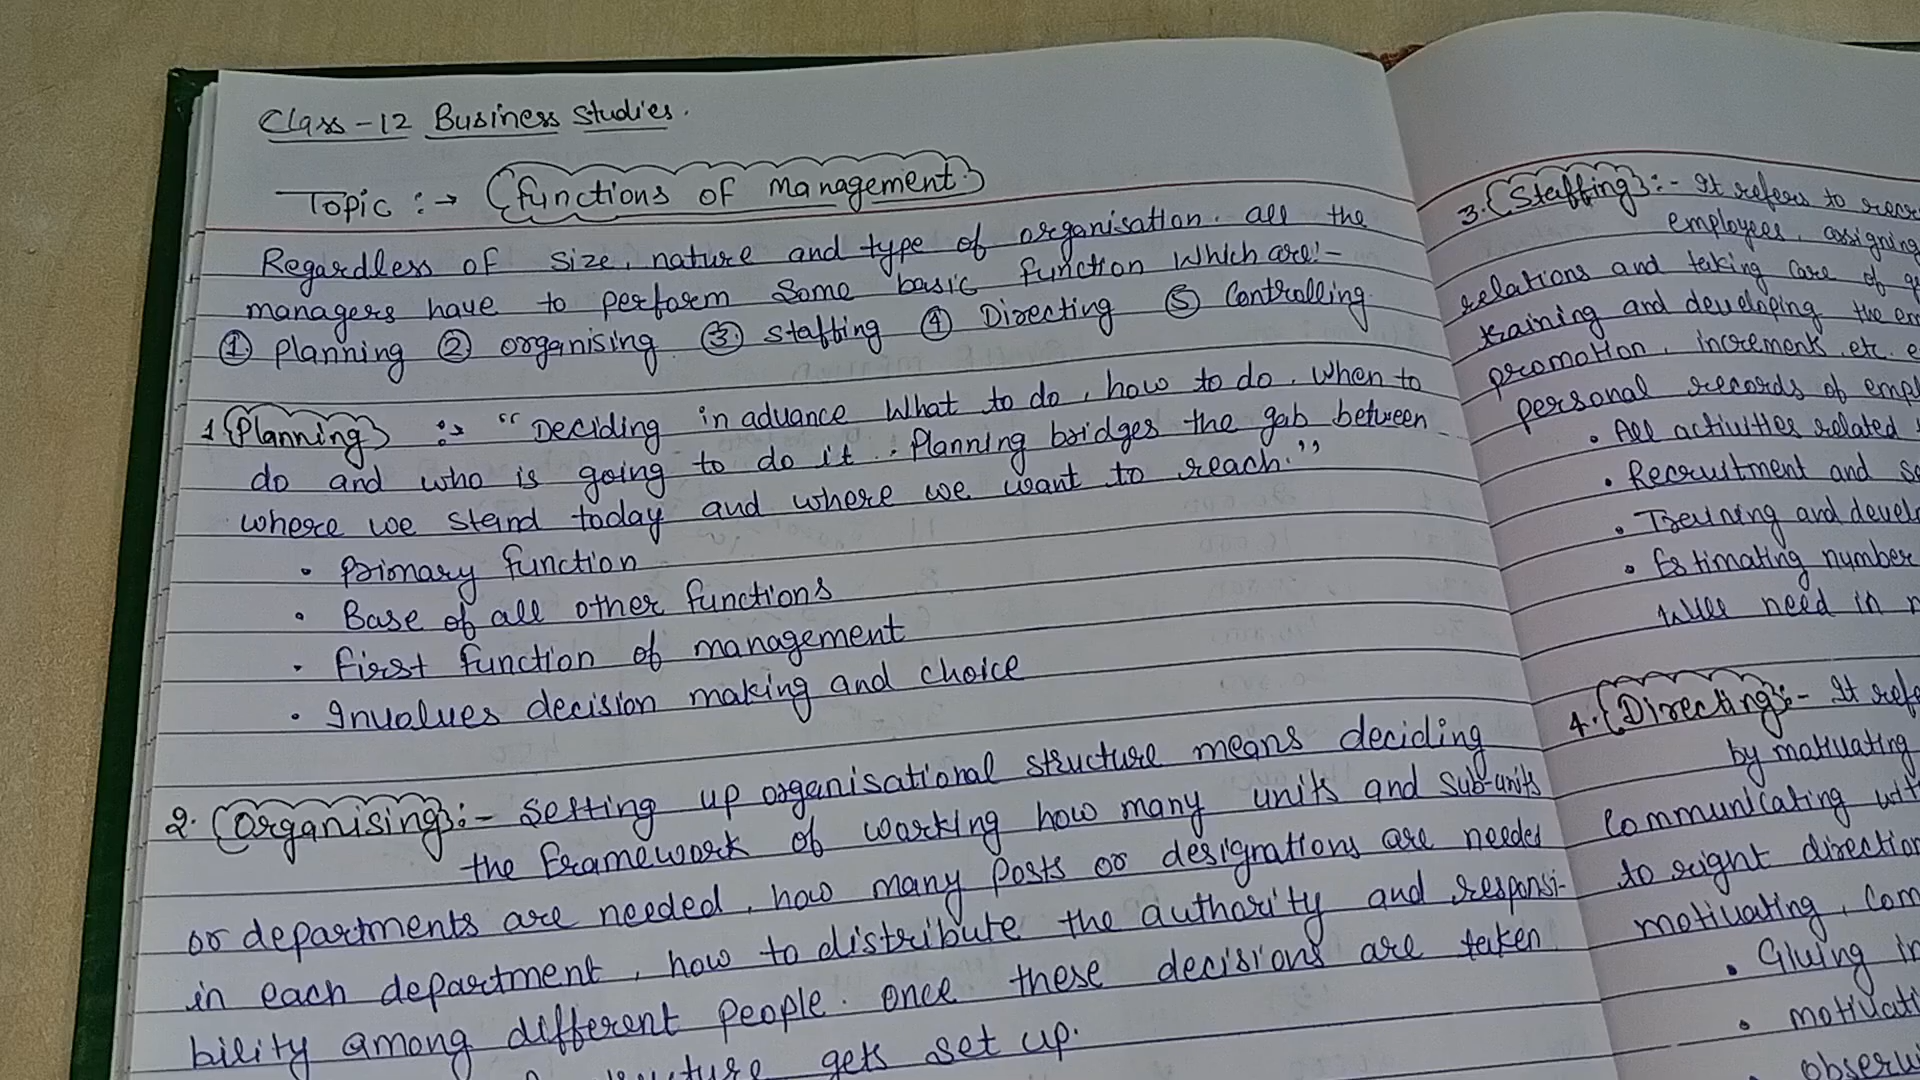 Class-12 Business Studies.
Topic :→ (functions of management)
Regardless of size, nature and type of organisation. all the
managers have to perform some basic function which are:-
① planning ② organising ③ staffing ④ Directing ⑤ Controlling.
1 (Planning) :→ "Deciding in advance What to do, how to do. When to
do and who is going to do it. Planning bridges the gab between
where we stand today and where we want to reach."
• primary function
• Base of all other functions
• first function of management
• Involues decision making and choice
2. (organising):- Setting up organisational structure means deciding
the framework of working how many units and sub-units
or departments are needed, how many posts or designations are needed
in each department, how to distribute the authority and responsi-
bility among different people. once these decisions are taken
gets set up.
3. (Staffing):- It refers to
employees, assigning
relations and taking care of
training and developing the
promotion, increment, etc.
personal records of
• All activities related
• Recruitment and
• Training and
• Estimating number
will need in
4. (Directing):- It
by motivating
Communicating
to right
motivating,
• Giving
•